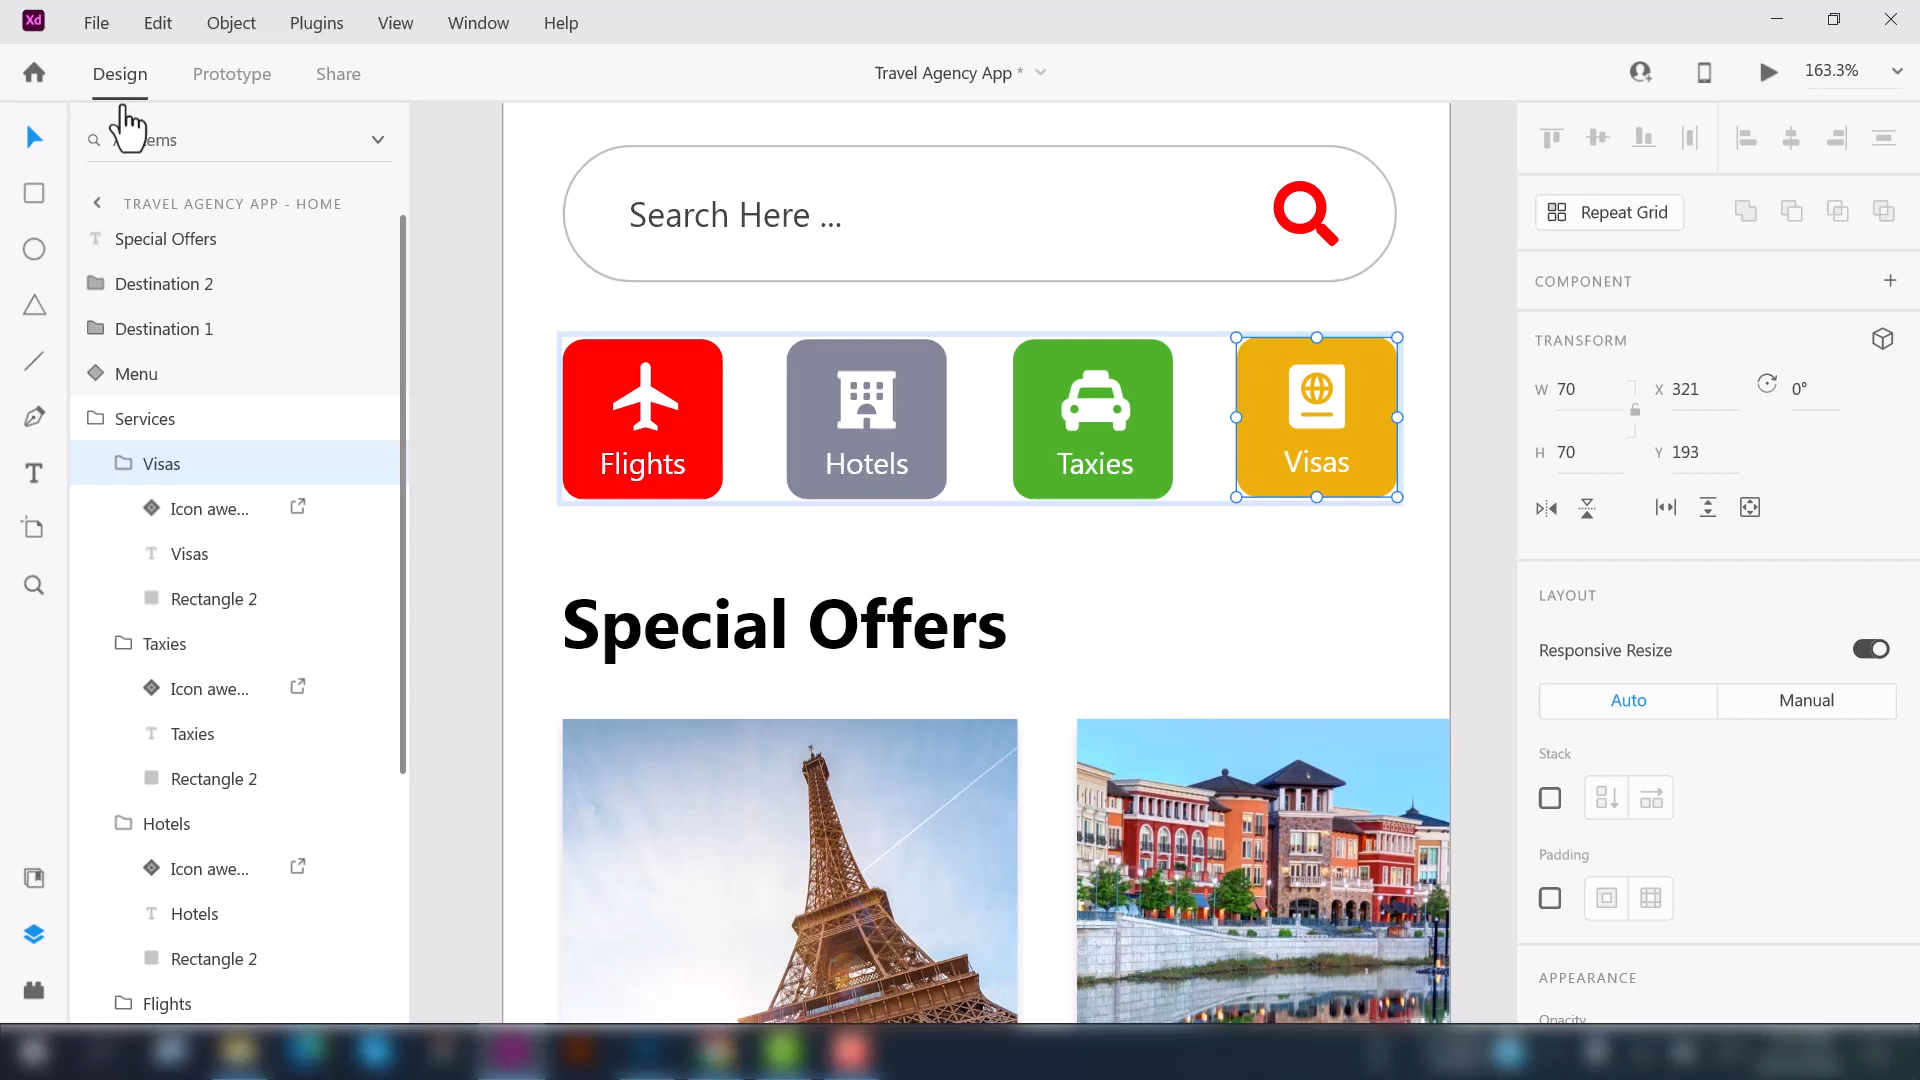 Xd File Edit Object Plugins View Window Help
Design Prototype Share Travel Agency App * 163.3%
TRAVEL AGENCY APP - HOME
Special Offers
Destination 2
Destination 1
Menu
Services
Visas
Icon awe...
Visas
Rectangle 2
Taxies
Icon awe...
Taxies
Rectangle 2
Hotels
Icon awe...
Hotels
Rectangle 2
Flights
Search Here ...
Flights Hotels Taxies Visas
Special Offers
Repeat Grid
COMPONENT +
TRANSFORM
W 70 X 321 0°
H 70 Y 193
LAYOUT
Responsive Resize
Auto Manual
Stack
Padding
APPEARANCE
Opacity